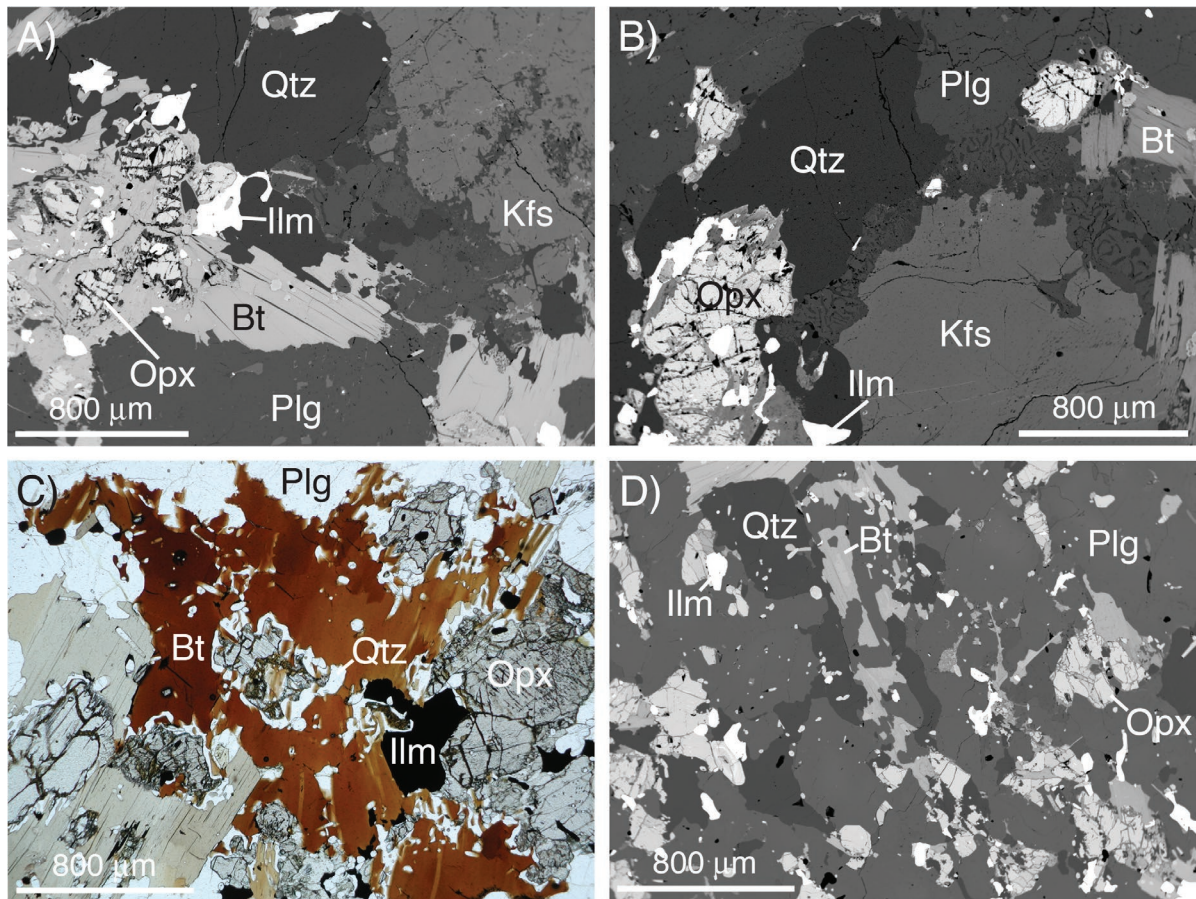 A)
Qtz
Ilm
Kfs
Bt
Opx
Plg
800 μm
B)
Plg
Bt
Qtz
Opx
Kfs
Ilm
800 μm
C)
Plg
Bt
Qtz
Opx
Ilm
800 μm
D)
Qtz
Bt
Plg
Ilm
Opx
800 μm